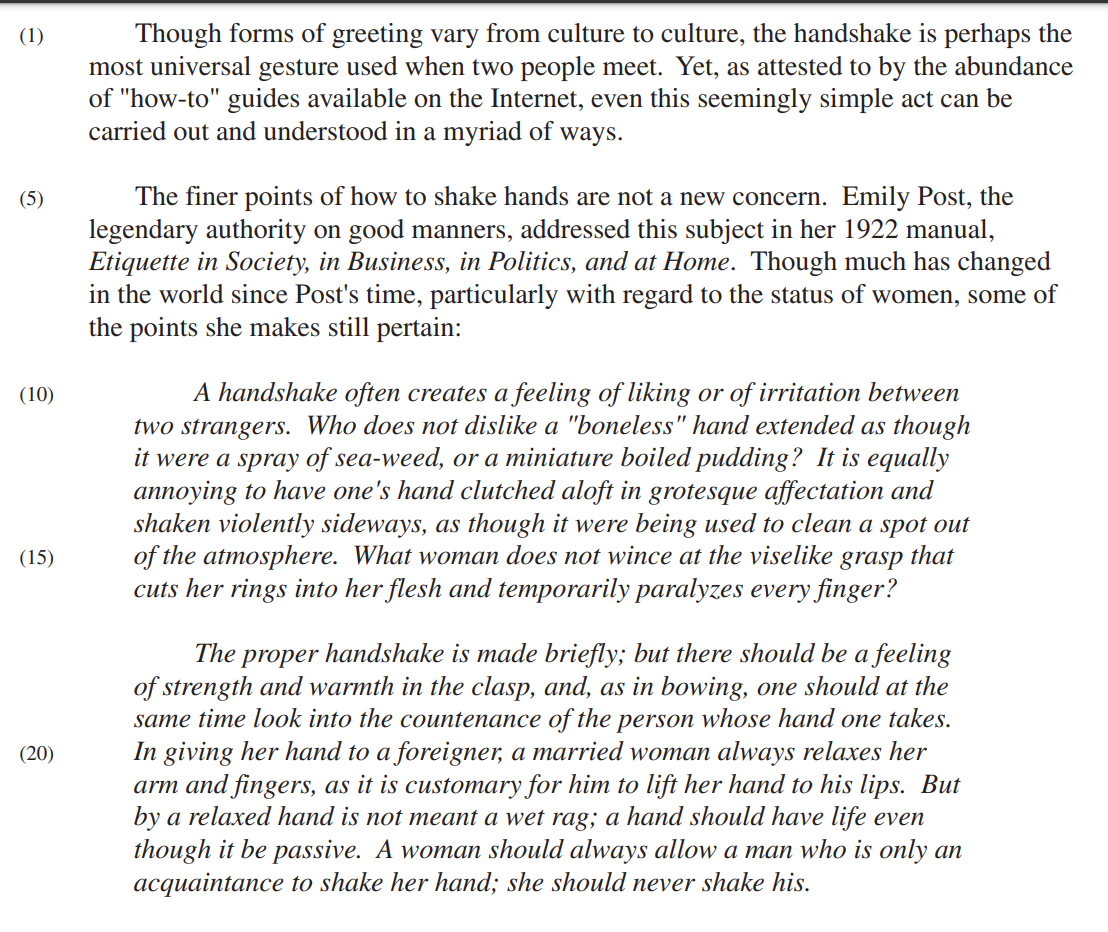 (1) Though forms of greeting vary from culture to culture, the handshake is perhaps the
most universal gesture used when two people meet. Yet, as attested to by the abundance
of "how-to" guides available on the Internet, even this seemingly simple act can be
carried out and understood in a myriad of ways.
(5) The finer points of how to shake hands are not a new concern. Emily Post, the
legendary authority on good manners, addressed this subject in her 1922 manual,
Etiquette in Society, in Business, in Politics, and at Home. Though much has changed
in the world since Post's time, particularly with regard to the status of women, some of
the points she makes still pertain:
(10) A handshake often creates a feeling of liking or of irritation between
two strangers. Who does not dislike a "boneless" hand extended as though
it were a spray of sea-weed, or a miniature boiled pudding? It is equally
annoying to have one's hand clutched aloft in grotesque affectation and
shaken violently sideways, as though it were being used to clean a spot out
(15) of the atmosphere. What woman does not wince at the viselike grasp that
cuts her rings into her flesh and temporarily paralyzes every finger?
The proper handshake is made briefly; but there should be a feeling
of strength and warmth in the clasp, and, as in bowing, one should at the
same time look into the countenance of the person whose hand one takes.
(20) In giving her hand to a foreigner, a married woman always relaxes her
arm and fingers, as it is customary for him to lift her hand to his lips. But
by a relaxed hand is not meant a wet rag; a hand should have life even
though it be passive. A woman should always allow a man who is only an
acquaintance to shake her hand; she should never shake his.